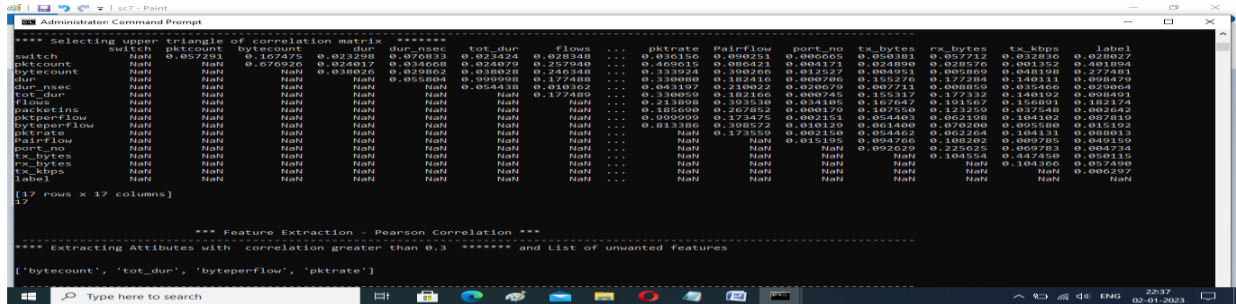 sc7 - Paint
Administrator: Command Prompt
**** Selecting upper triangle of correlation matrix *******
switch pktcount bytecount dur dur_nsec tot_dur flows ... pktrate Pairflow port_no tx_bytes rx_bytes tx_kbps label
switch NaN 0.057291 0.167475 0.023298 0.076833 0.023424 0.028348 ... 0.036156 0.090251 0.006665 0.050381 0.057712 0.032836 0.028027
pktcount NaN NaN 0.676926 0.024017 0.034668 0.024079 0.257940 ... 0.469615 0.086421 0.004171 0.024890 0.028576 0.001352 0.401894
bytecount NaN NaN NaN 0.038026 0.029862 0.038028 0.246348 ... 0.333924 0.390266 0.012527 0.004951 0.005869 0.048198 0.277481
dur NaN NaN NaN NaN 0.055804 0.999998 0.177488 ... 0.330080 0.182416 0.000706 0.155276 0.177284 0.140111 0.098479
dur_nsec NaN NaN NaN NaN NaN 0.054438 0.010362 ... 0.043197 0.210022 0.020679 0.007711 0.008859 0.035466 0.029064
tot_dur NaN NaN NaN NaN NaN NaN 0.177489 ... 0.330059 0.182166 0.000745 0.155317 0.177332 0.140192 0.098491
flows NaN NaN NaN NaN NaN NaN NaN ... 0.213898 0.393530 0.034105 0.167647 0.191567 0.156891 0.182174
packetins NaN NaN NaN NaN NaN NaN NaN ... 0.185690 0.267852 0.000179 0.107550 0.123259 0.037548 0.002642
pktperflow NaN NaN NaN NaN NaN NaN NaN ... 0.999999 0.173475 0.002151 0.054403 0.062198 0.104102 0.087819
byteperflow NaN NaN NaN NaN NaN NaN NaN ... 0.813386 0.398572 0.010129 0.061400 0.070200 0.095580 0.015192
pktrate NaN NaN NaN NaN NaN NaN NaN ... NaN 0.173559 0.002150 0.054462 0.062264 0.104131 0.088013
Pairflow NaN NaN NaN NaN NaN NaN NaN ... NaN NaN 0.015195 0.094766 0.108202 0.009785 0.049159
port_no NaN NaN NaN NaN NaN NaN NaN ... NaN NaN NaN 0.092629 0.225625 0.069783 0.004734
tx_bytes NaN NaN NaN NaN NaN NaN NaN ... NaN NaN NaN NaN 0.104554 0.447450 0.050115
rx_bytes NaN NaN NaN NaN NaN NaN NaN ... NaN NaN NaN NaN NaN 0.104366 0.057490
tx_kbps NaN NaN NaN NaN NaN NaN NaN ... NaN NaN NaN NaN NaN NaN 0.006297
label NaN NaN NaN NaN NaN NaN NaN ... NaN NaN NaN NaN NaN NaN NaN
[17 rows x 17 columns]
17
*** Feature Extraction - Pearson Correlation ***
**** Extracting Attibutes with correlation greater than 0.3 ******* and List of unwanted features
['bytecount', 'tot_dur', 'byteperflow', 'pktrate']
Type here to search
ENG
22:37
02-01-2023